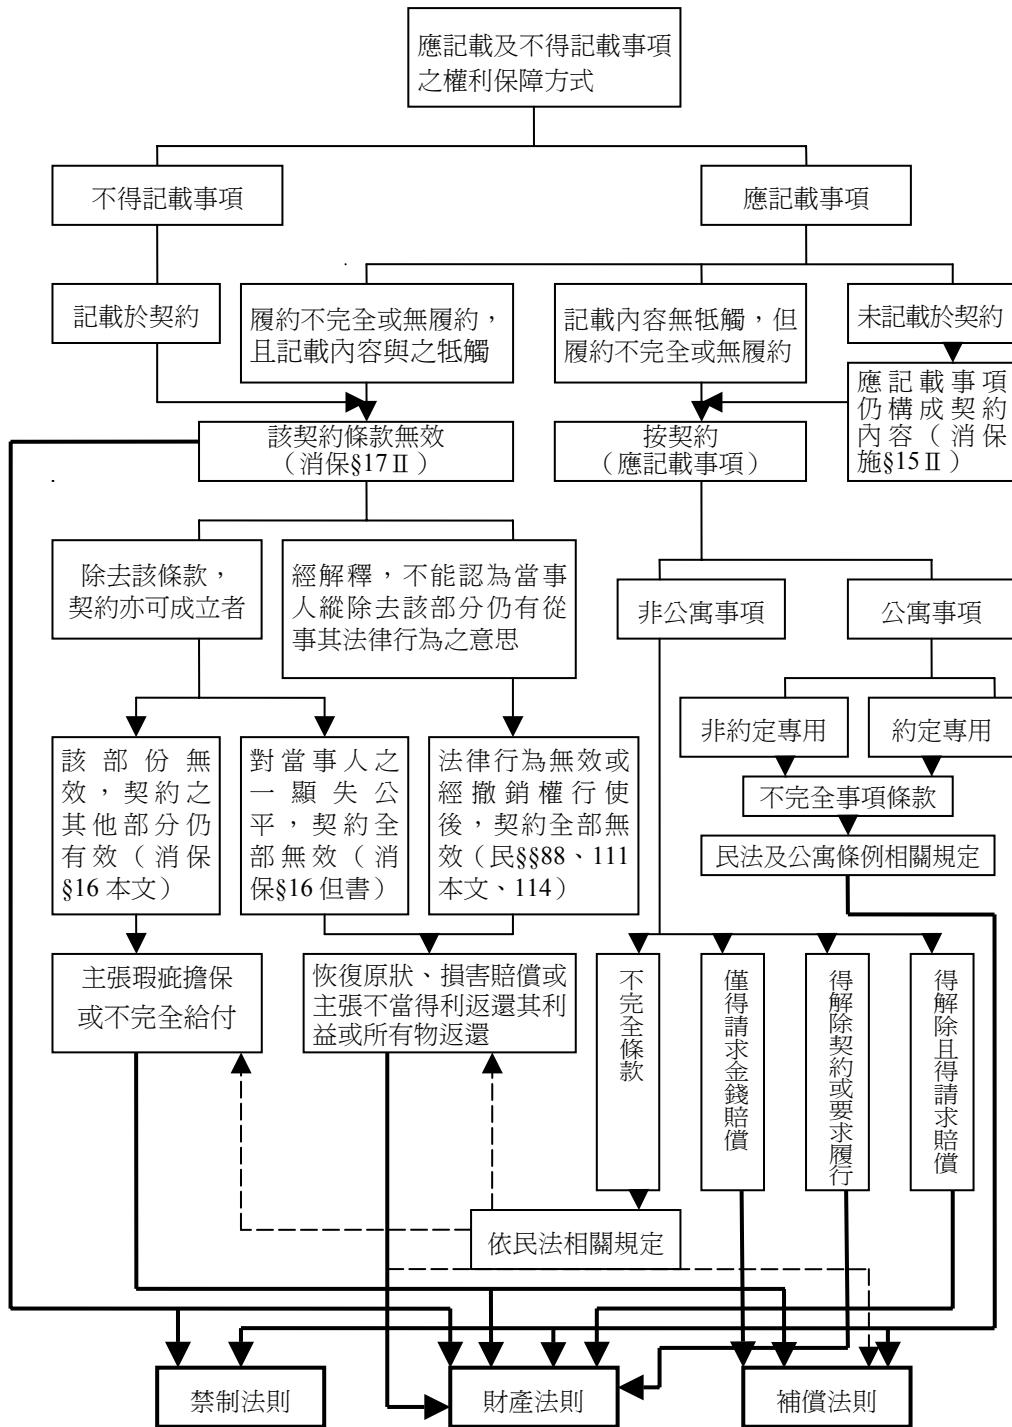 應記載及不得記載事項
之權利保障方式
不得記載事項
應記載事項
記載於契約
履約不完全或無履約，
且記載內容與之牴觸
記載內容無牴觸，但
履約不完全或無履約
未記載於契約
應記載事項
仍構成契約
內容（消保
施§15Ⅱ）
該契約條款無效
（消保§17Ⅱ）
按契約
（應記載事項）
除去該條款，
契約亦可成立者
經解釋，不能認為當事
人縱除去該部分仍有從
事其法律行為之意思
非公寓事項
公寓事項
非約定專用
約定專用
該部份無
效，契約之
其他部分仍
有效（消保
§16 本文）
對當事人之
一顯失公
平，契約全
部無效（消
保§16 但書）
法律行為無效或
經撤銷權行使
後，契約全部無
效（民§§88、111
本文、114）
不完全事項條款
民法及公寓條例相關規定
主張瑕疵擔保
或不完全給付
恢復原狀、損害賠償或
主張不當得利返還其利
益或所有物返還
不完全條款
僅得請求金錢賠償
得解除契約或要求履行
得解除且得請求賠償
依民法相關規定
禁制法則
財產法則
補償法則